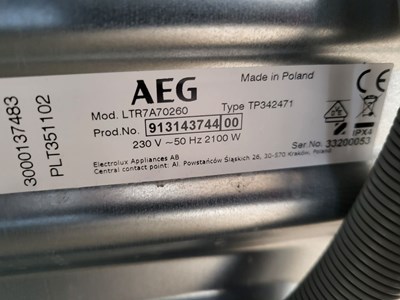 AEG
Made in Poland
Mod. LTR7A70260
Type TP342471
Prod.No. 913143744 00
230 V ~50 Hz 2100 W
IPX4
Ser No. 33200053
Electrolux Appliances AB
Central contact point: Al. Powstańców Śląskich 26, 30-570 Kraków, Poland
3000137483
PLT351102
CE